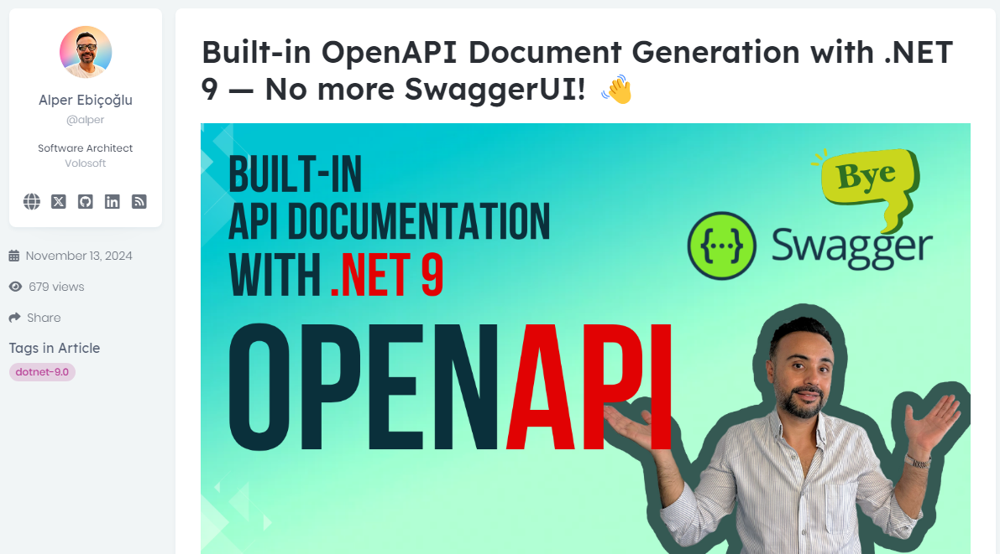 Alper Ebiçoğlu
@alper
Software Architect
Volosoft
November 13, 2024
679 views
Share
Tags in Article
dotnet-9.0
Built-in OpenAPI Document Generation with .NET
9 — No more SwaggerUI! 👋
BUILT-IN
API DOCUMENTATION
WITH .NET 9
OPENAPI
Bye
{···} Swagger